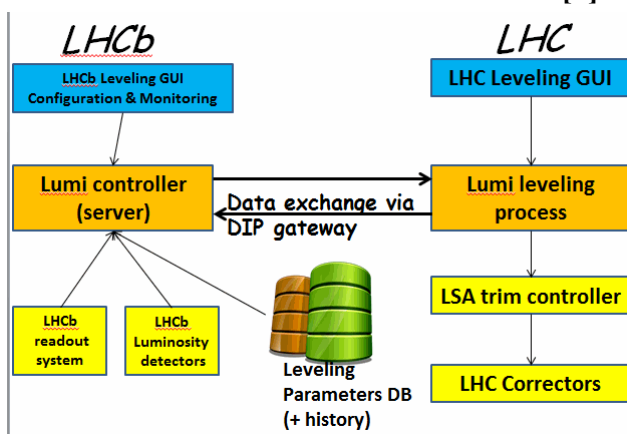 LHCb
LHC
LHCb Leveling GUI
Configuration & Monitoring
LHC Leveling GUI
Lumi controller
(server)
Data exchange via
DIP gateway
Lumi leveling
process
LHCb
readout
system
LHCb
Luminosity
detectors
Leveling
Parameters DB
(+ history)
LSA trim controller
LHC Correctors